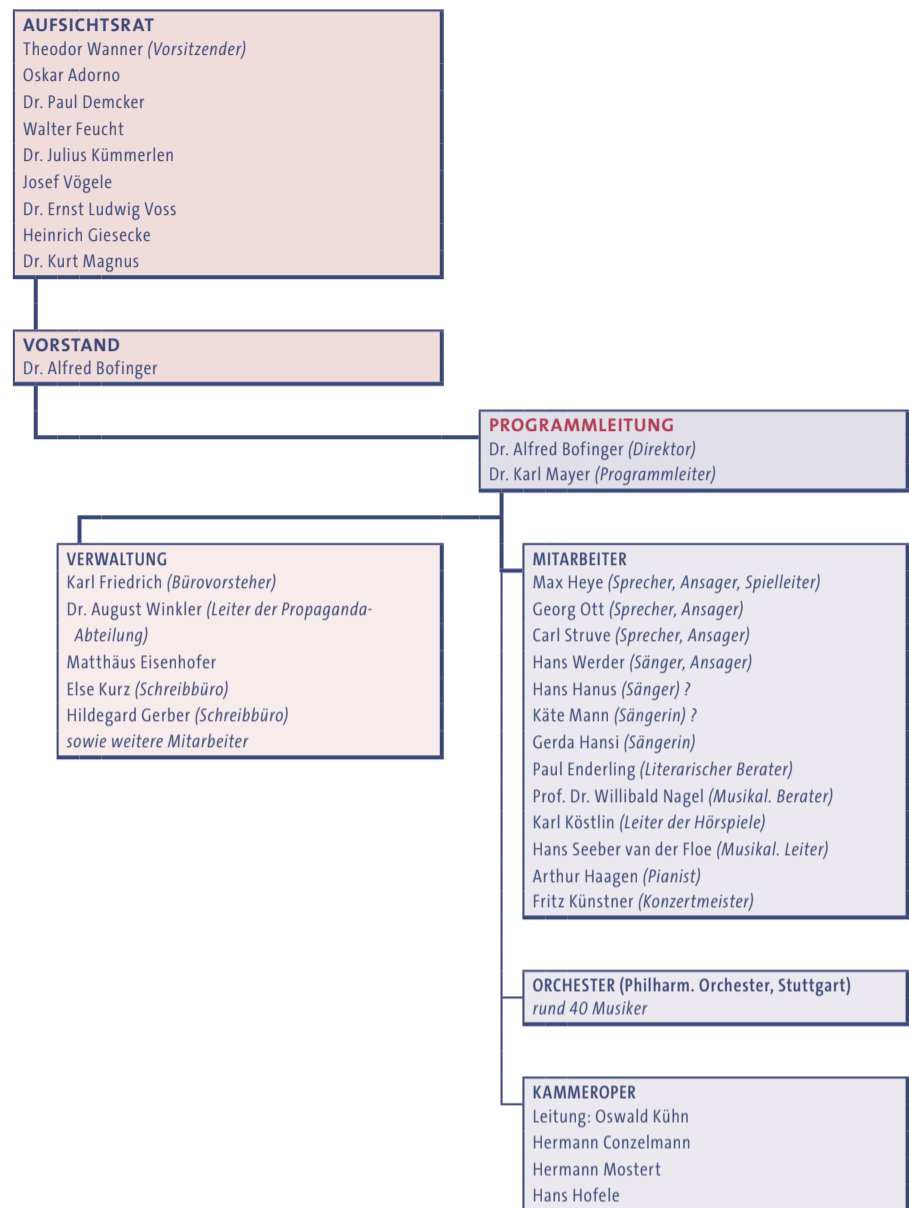 AUFSICHTSRAT
Theodor Wanner (Vorsitzender)
Oskar Adorno
Dr. Paul Demcker
Walter Feucht
Dr. Julius Kümmerlen
Josef Vögele
Dr. Ernst Ludwig Voss
Heinrich Giesecke
Dr. Kurt Magnus
VORSTAND
Dr. Alfred Bofinger
PROGRAMMLEITUNG
Dr. Alfred Bofinger (Direktor)
Dr. Karl Mayer (Programmleiter)
VERWALTUNG
Karl Friedrich (Bürovorsteher)
Dr. August Winkler (Leiter der Propaganda-
Abteilung)
Matthäus Eisenhofer
Else Kurz (Schreibbüro)
Hildegard Gerber (Schreibbüro)
sowie weitere Mitarbeiter
MITARBEITER
Max Heye (Sprecher, Ansager, Spielleiter)
Georg Ott (Sprecher, Ansager)
Carl Struve (Sprecher, Ansager)
Hans Werder (Sänger, Ansager)
Hans Hanus (Sänger) ?
Käte Mann (Sängerin) ?
Gerda Hansi (Sängerin)
Paul Enderling (Literarischer Berater)
Prof. Dr. Willibald Nagel (Musikal. Berater)
Karl Köstlin (Leiter der Hörspiele)
Hans Seeber van der Floe (Musikal. Leiter)
Arthur Haagen (Pianist)
Fritz Künstner (Konzertmeister)
ORCHESTER (Philharm. Orchester, Stuttgart)
rund 40 Musiker
KAMMEROPER
Leitung: Oswald Kühn
Hermann Conzelmann
Hermann Mostert
Hans Hofele